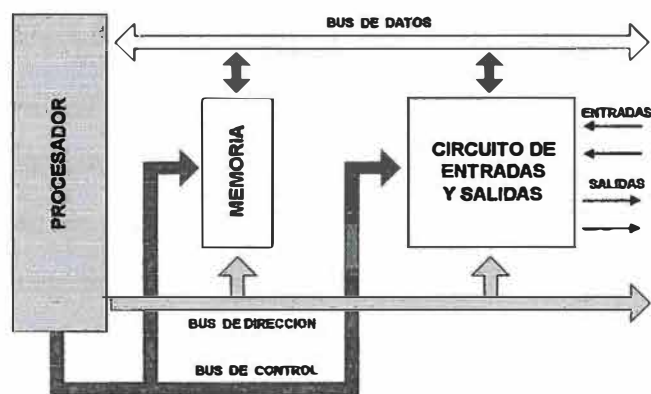 BUS DE DATOS
PROCESADOR
MEMORIA
CIRCUITO DE
ENTRADAS
Y SALIDAS
ENTRADAS
SALIDAS
BUS DE DIRECCION
BUS DE CONTROL